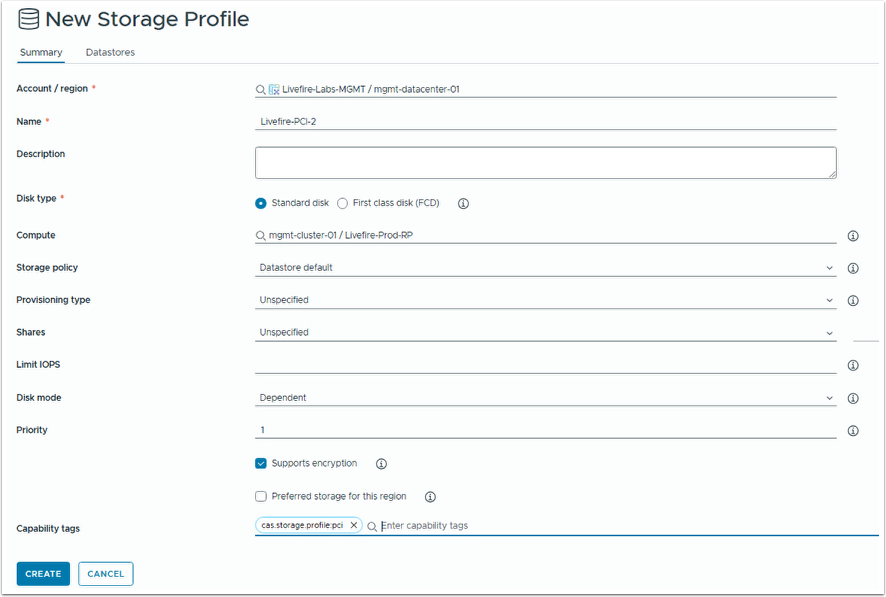 New Storage Profile
Summary Datastores
Account / region * Livefire-Labs-MGMT / mgmt-datacenter-01
Name * Livefire-PCI-2
Description
Disk type * Standard disk First class disk (FCD)
Compute mgmt-cluster-01 / Livefire-Prod-RP
Storage policy Datastore default
Provisioning type Unspecified
Shares Unspecified
Limit IOPS
Disk mode Dependent
Priority 1
Supports encryption
Preferred storage for this region
Capability tags cas.storage.profile:pci Enter capability tags
CREATE CANCEL